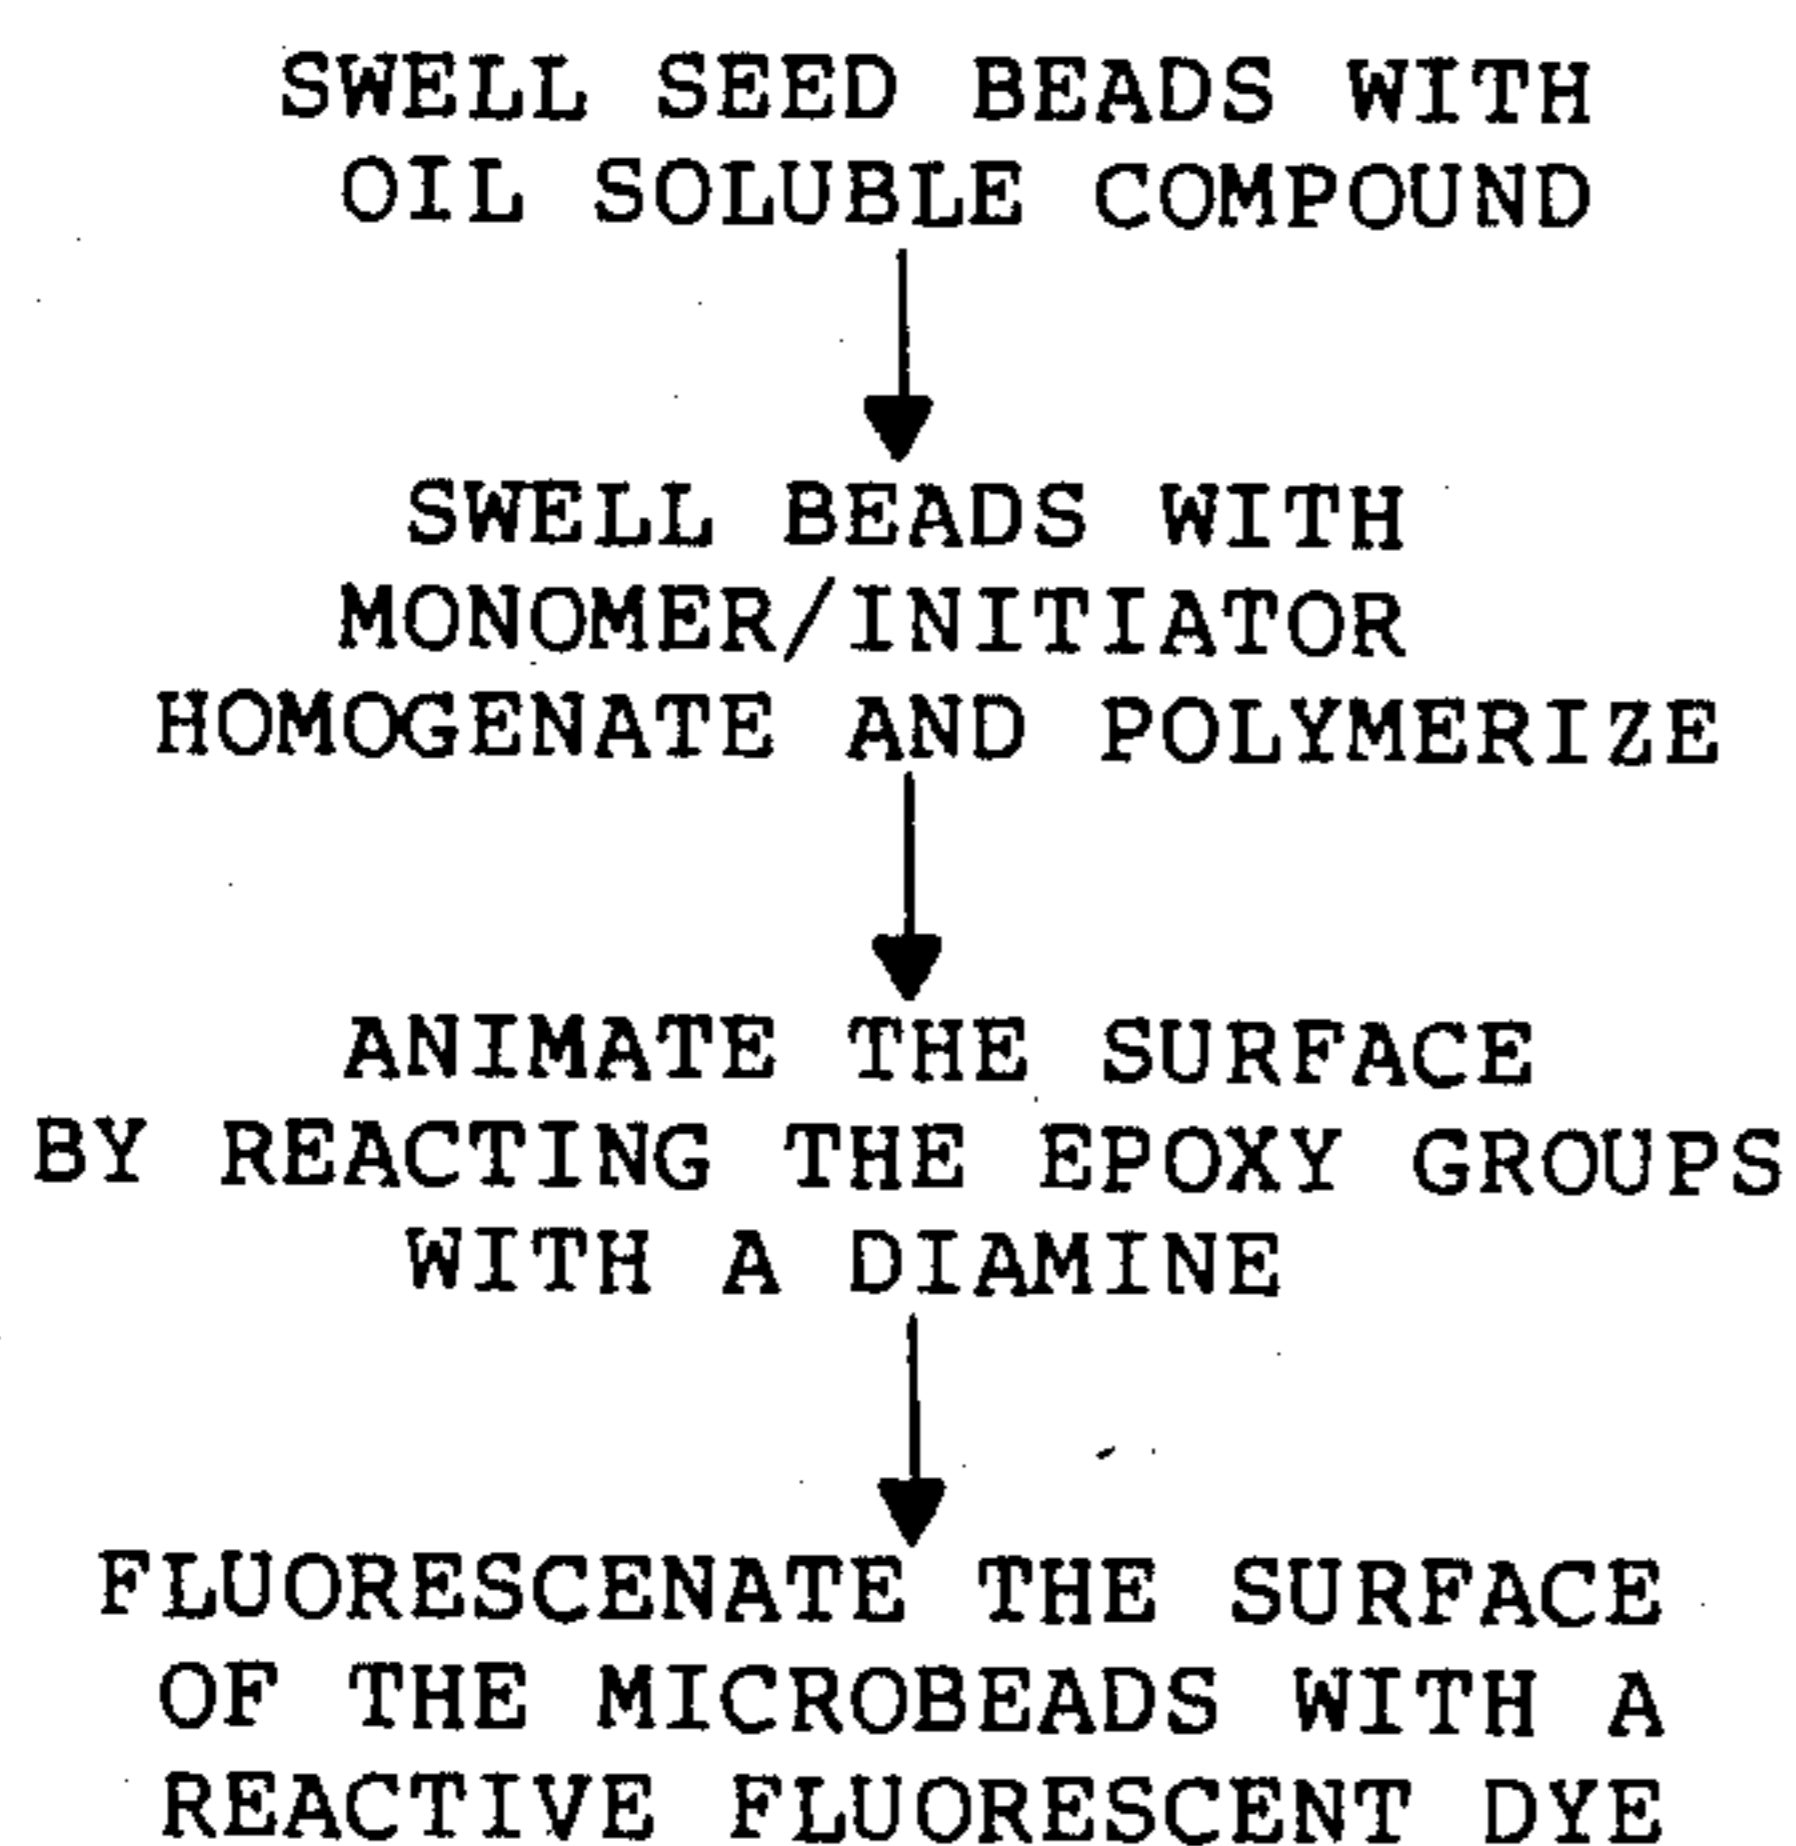 SWELL SEED BEADS WITH
OIL SOLUBLE COMPOUND
SWELL BEADS WITH
MONOMER/INITIATOR
HOMOGENATE AND POLYMERIZE
ANIMATE THE SURFACE
BY REACTING THE EPOXY GROUPS
WITH A DIAMINE
FLUORESCENATE THE SURFACE
OF THE MICROBEADS WITH A
REACTIVE FLUORESCENT DYE